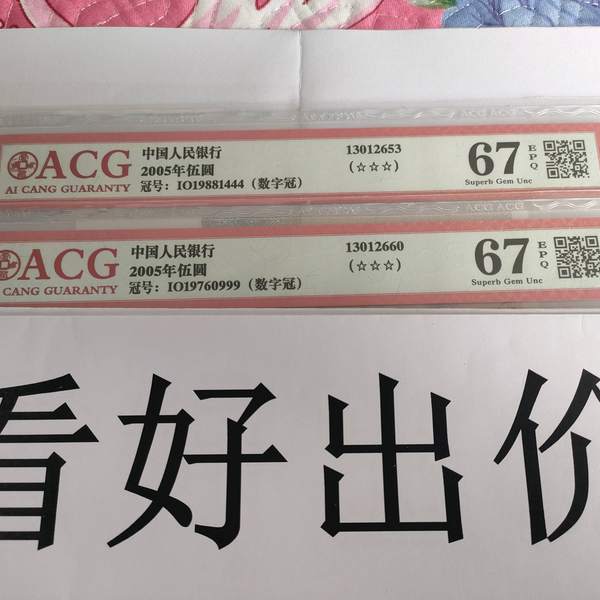 ACG
AI CANG GUARANTY
中国人民银行
2005年伍圆
冠号：IO19881444（数字冠）
13012653
(☆☆☆)
67
EPQ
Superb Gem Unc
ACG
CANG GUARANTY
中国人民银行
2005年伍圆
冠号：IO19760999（数字冠）
13012660
(☆☆☆)
67
EPQ
Superb Gem Unc
看好出价